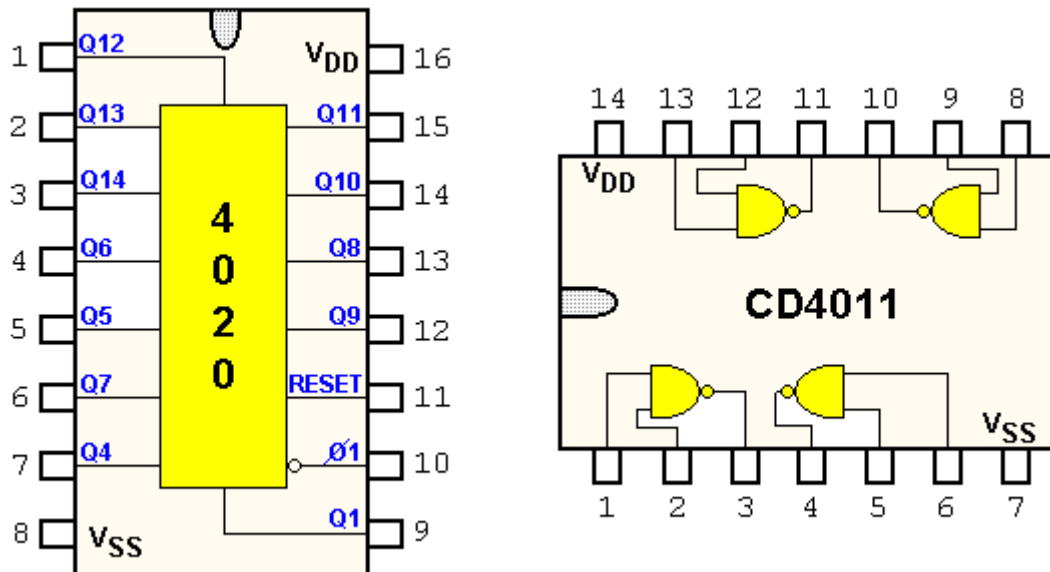 1 Q12 VDD 16
2 Q13 Q11 15
3 Q14 Q10 14
4 Q6 Q8 13
5 Q5 Q9 12
6 Q7 RESET 11
7 Q4 Ø1 10
8 VSS Q1 9
4
0
2
0
14 13 12 11 10 9 8
VDD
CD4011
VSS
1 2 3 4 5 6 7